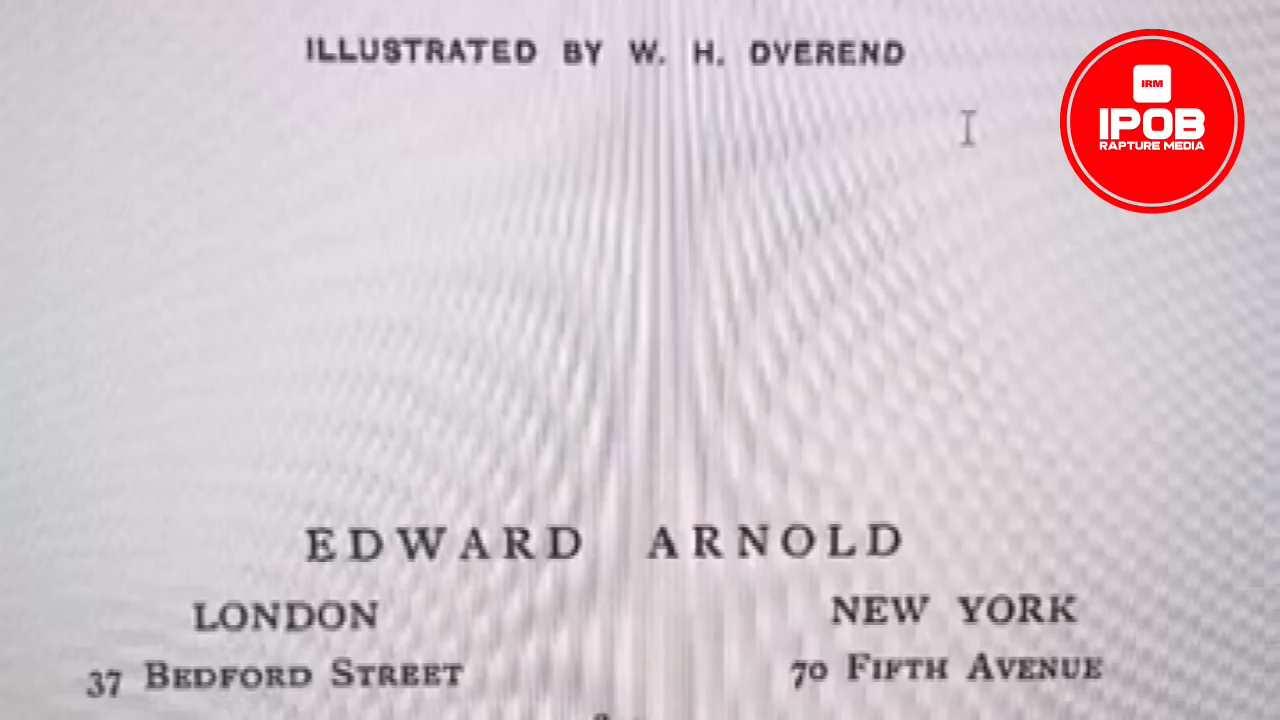 ILLUSTRATED BY W. H. OVEREND
IRM
IPOB
RAPTURE MEDIA
EDWARD ARNOLD
LONDON
NEW YORK
37 BEDFORD STREET
70 FIFTH AVENUE